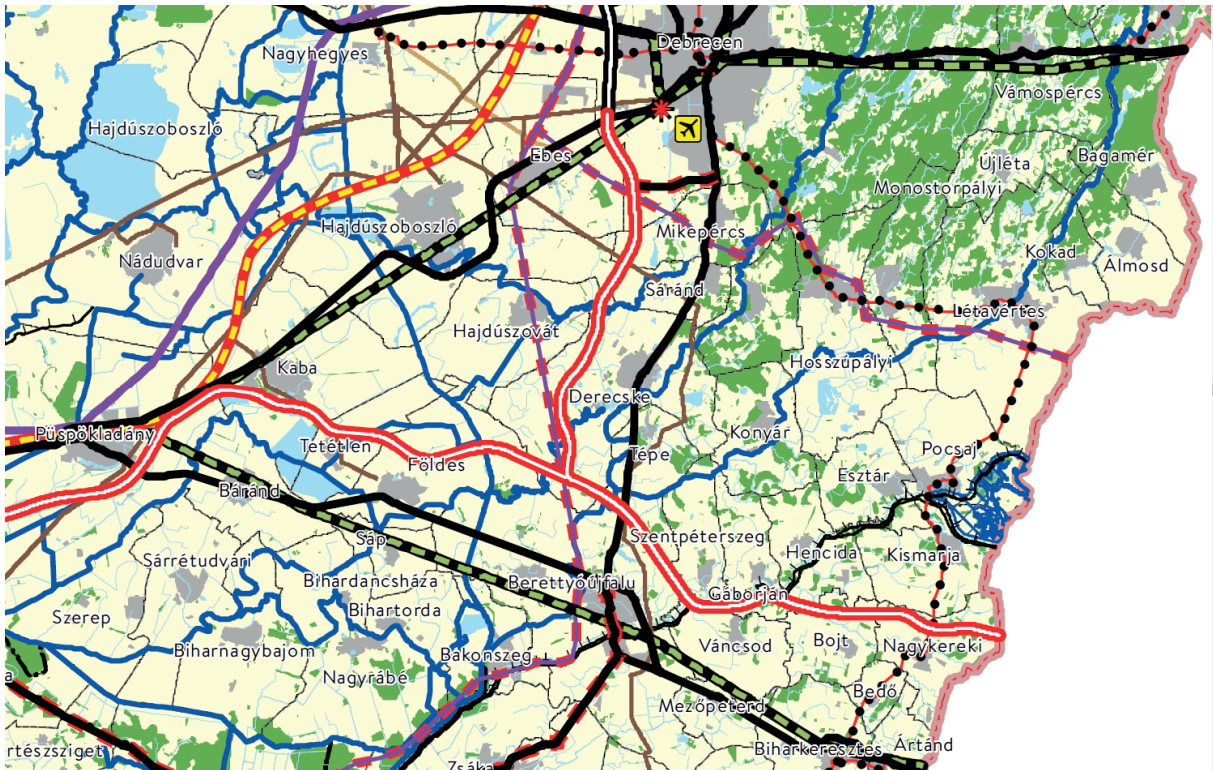 Debrecen
Nagyhegyes
Vámospércs
Hajdúszoboszló
Ebes
Újléta
Bagamér
Monostorpályi
Hajdúszoboszló
Mikepércs
Nádudvar
Kokad
Álmosd
Sáránd
Hajdúszovát
Létavértes
Hosszúpályi
Kaba
Derecske
Püspökladány
Konyár
Tetétlen
Földes
Tépe
Pocsaj
Esztár
Báránd
Sáp
Szentpéterszeg
Hencida
Kismarja
Sárrétudvari
Bihardancsháza
Berettyóújfalu
Gáborján
Szerep
Bihartorda
Biharnagybajom
Váncsod
Bojt
Nagykereki
Bakonszeg
Nagyrábé
a
Bedő
Mezőpeterd
Biharkeresztes
Ártánd
rtészsziget
Zsáka